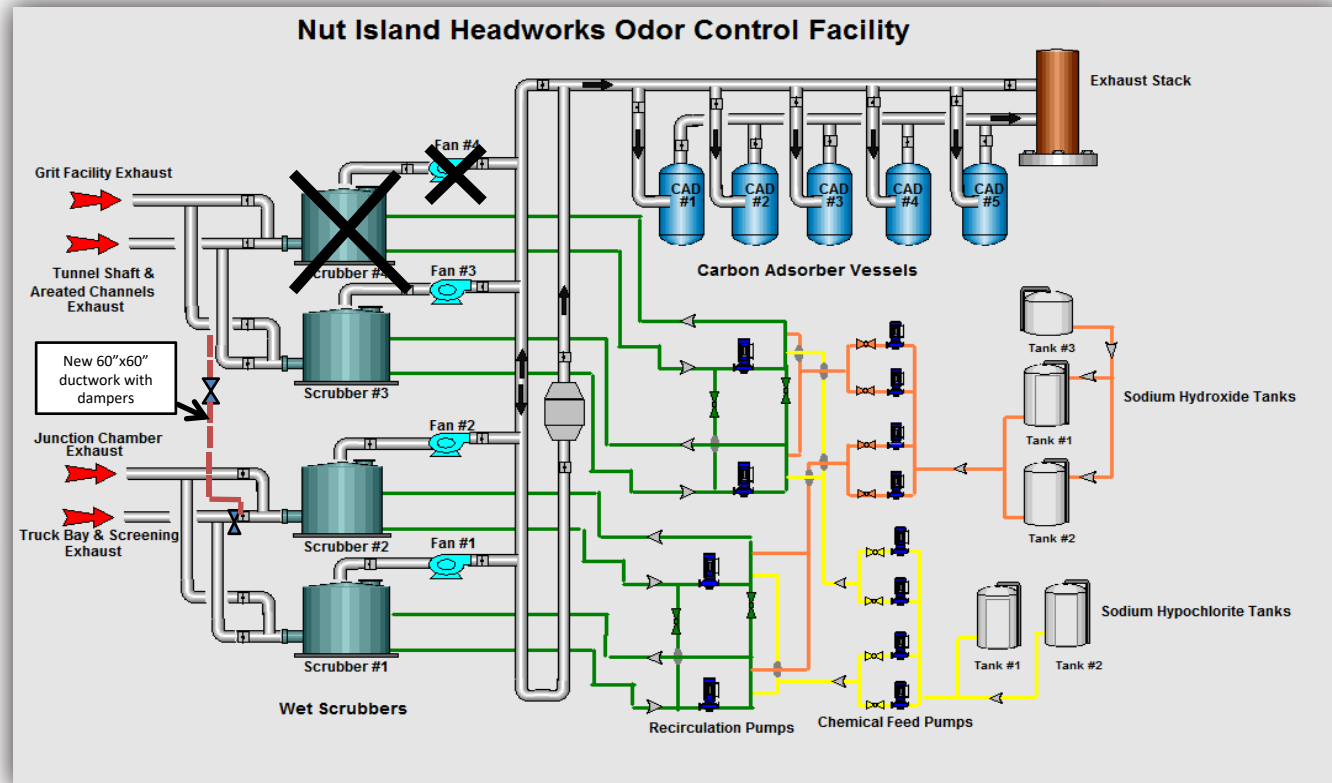 Nut Island Headworks Odor Control Facility
Exhaust Stack
Fan #4
Grit Facility Exhaust
CAD
#1
CAD
#2
CAD
#3
CAD
#4
CAD
#5
Tunnel Shaft &
Areated Channels
Exhaust
Scrubber #4
Fan #3
Carbon Adsorber Vessels
New 60”x60”
ductwork with
dampers
Tank #3
Scrubber #3
Sodium Hydroxide Tanks
Tank #1
Junction Chamber
Exhaust
Fan #2
Truck Bay & Screening
Exhaust
Scrubber #2
Tank #2
Fan #1
Sodium Hypochlorite Tanks
Scrubber #1
Tank #1
Tank #2
Wet Scrubbers
Recirculation Pumps
Chemical Feed Pumps